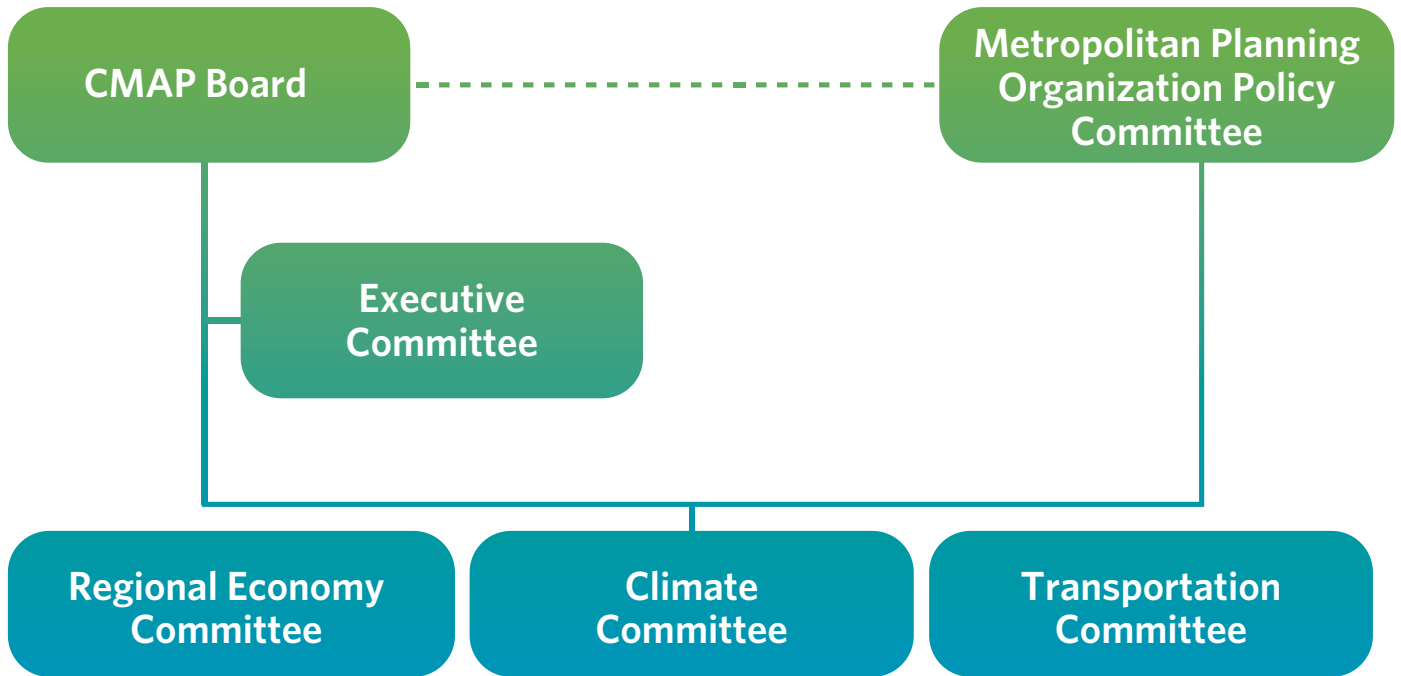 CMAP Board
Metropolitan Planning
Organization Policy
Committee
Executive
Committee
Regional Economy
Committee
Climate
Committee
Transportation
Committee